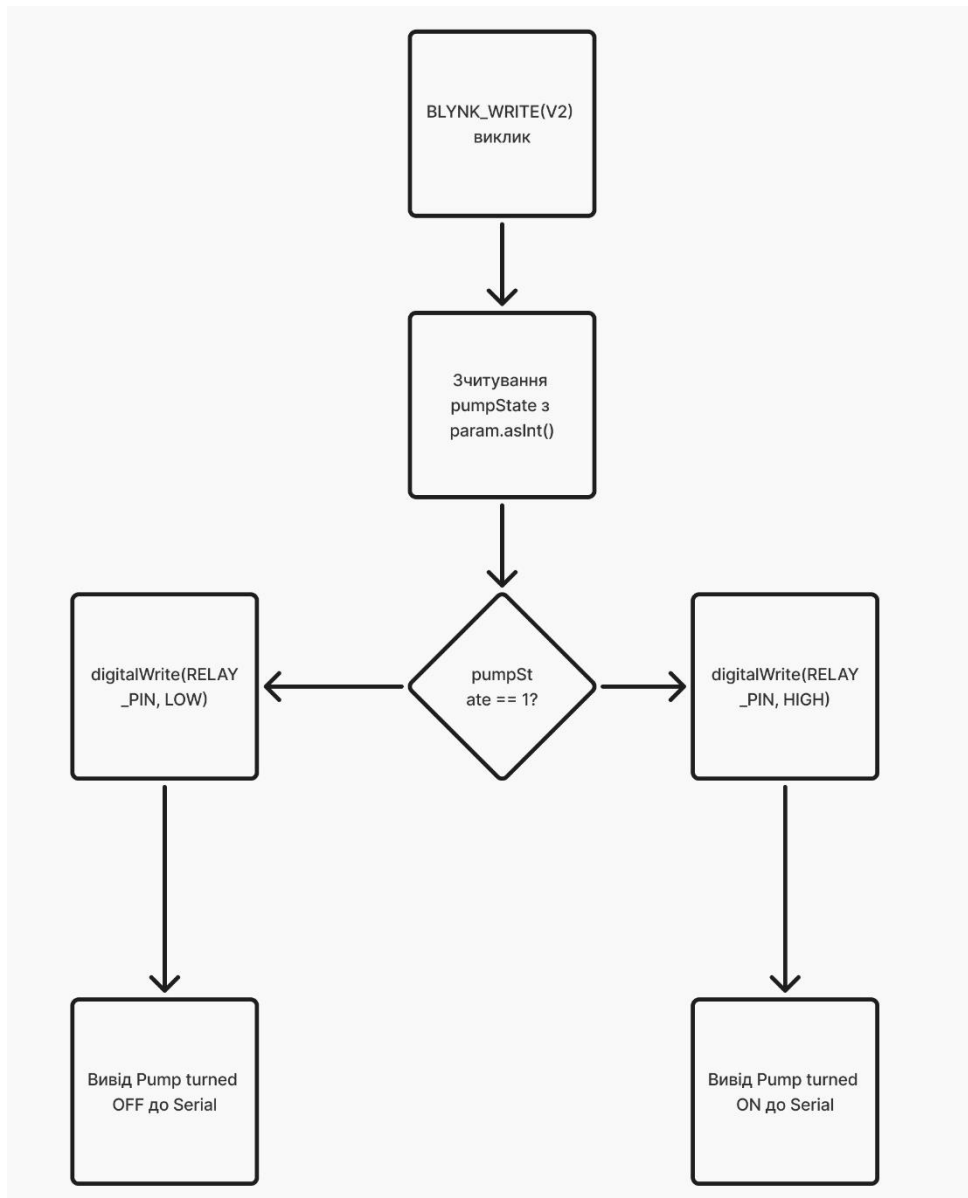 BLYNK_WRITE(V2)
виклик
Зчитування
pumpState з
param.asInt()
pumpSt
ate == 1?
digitalWrite(RELAY
_PIN, LOW)
digitalWrite(RELAY
_PIN, HIGH)
Вивід Pump turned
OFF до Serial
Вивід Pump turned
ON до Serial